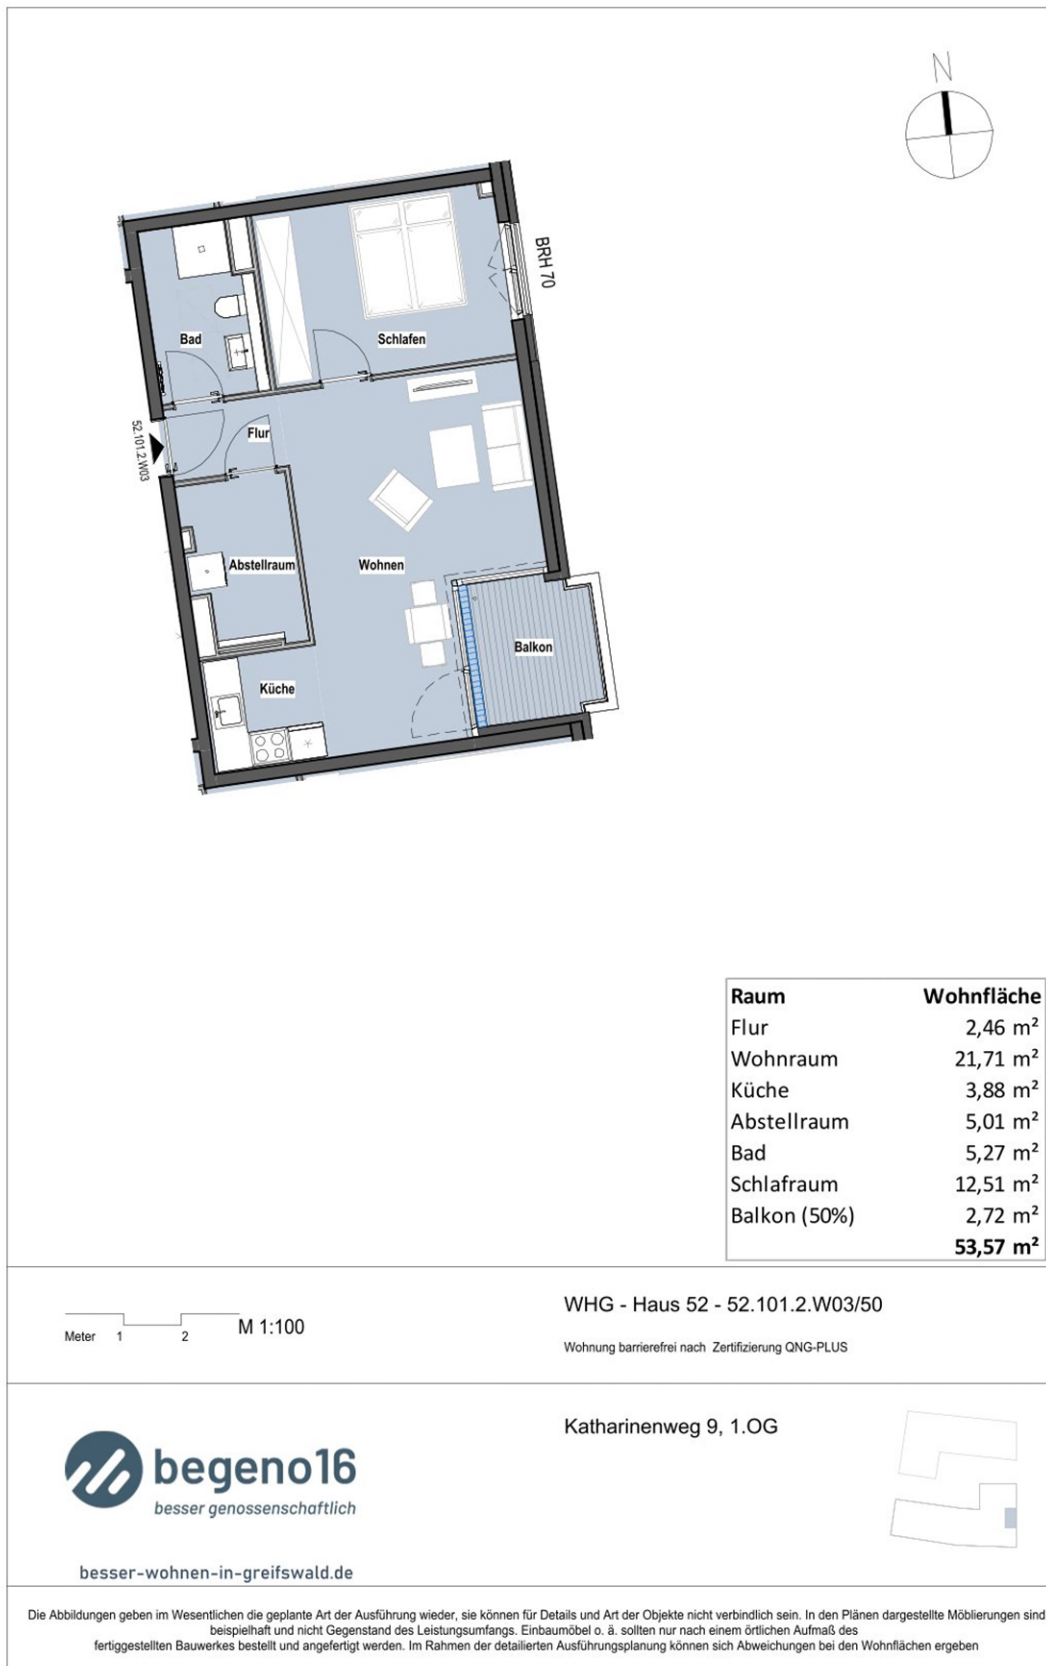 N
BRH 70
Bad
Schlafen
52.101.2.W03
Flur
Abstellraum
Wohnen
Balkon
Küche
Raum Wohnfläche
Flur 2,46 m²
Wohnraum 21,71 m²
Küche 3,88 m²
Abstellraum 5,01 m²
Bad 5,27 m²
Schlafraum 12,51 m²
Balkon (50%) 2,72 m²
53,57 m²
Meter 1 2 M 1:100
WHG - Haus 52 - 52.101.2.W03/50
Wohnung barrierefrei nach Zertifizierung QNG-PLUS
Katharinenweg 9, 1.OG
begeno16
besser genossenschaftlich
besser-wohnen-in-greifswald.de
Die Abbildungen geben im Wesentlichen die geplante Art der Ausführung wieder, sie können für Details und Art der Objekte nicht verbindlich sein. In den Plänen dargestellte Möblierungen sind
beispielhaft und nicht Gegenstand des Leistungsumfangs. Einbaumöbel o. ä. sollten nur nach einem örtlichen Aufmaß des
fertiggestellten Bauwerkes bestellt und angefertigt werden. Im Rahmen der detailierten Ausführungsplanung können sich Abweichungen bei den Wohnflächen ergeben